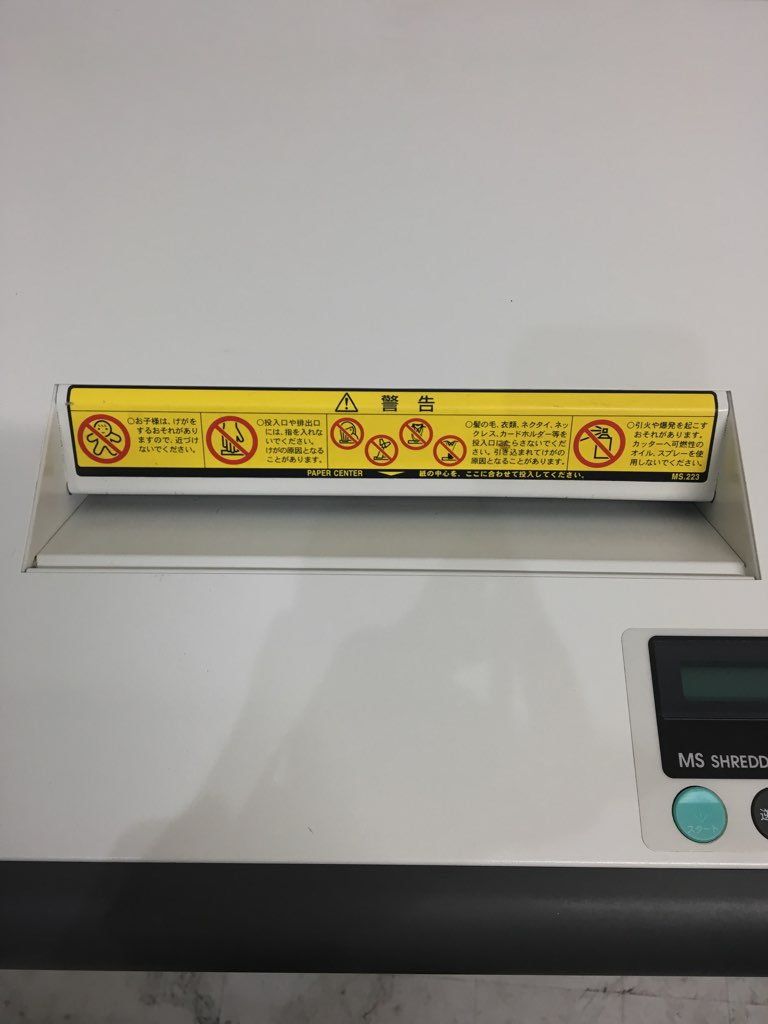 警告
○お子様は、けがを
するおそれがあり
ますので、近づけ
ないでください。
○投入口や排出口
には、指を入れな
いでください。
けがの原因となる
ことがあります。
○髪の毛、衣類、ネクタイ、ネッ
クレス、カードホルダー等を
投入口にたらさないでくだ
さい。引き込まれてけがの
原因となることがあります。
○引火や爆発を起こす
おそれがあります。
カッターへ可燃性の
オイル、スプレーを使
用しないでください。
PAPER CENTER 紙の中心を、ここに合わせて投入してください。
MS.223
MS SHREDD
スタート
逆